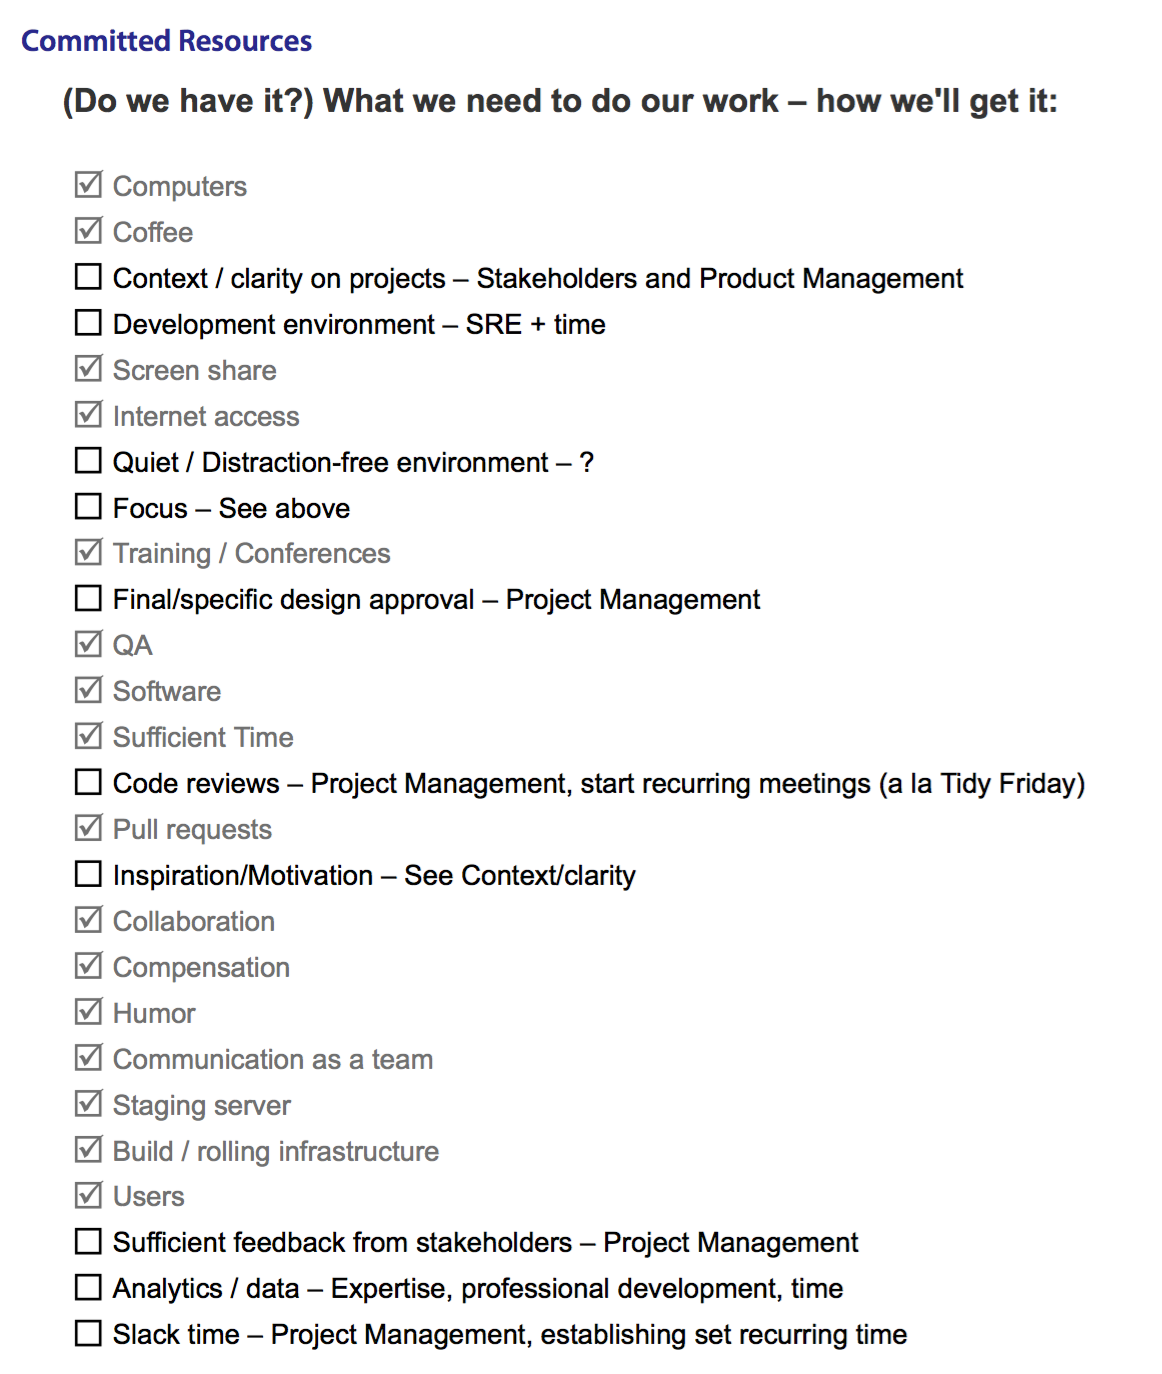 Committed Resources
(Do we have it?) What we need to do our work – how we'll get it:
☑ Computers
☑ Coffee
☐ Context / clarity on projects – Stakeholders and Product Management
☐ Development environment – SRE + time
☑ Screen share
☑ Internet access
☐ Quiet / Distraction-free environment – ?
☐ Focus – See above
☑ Training / Conferences
☐ Final/specific design approval – Project Management
☑ QA
☑ Software
☑ Sufficient Time
☐ Code reviews – Project Management, start recurring meetings (a la Tidy Friday)
☑ Pull requests
☐ Inspiration/Motivation – See Context/clarity
☑ Collaboration
☑ Compensation
☑ Humor
☑ Communication as a team
☑ Staging server
☑ Build / rolling infrastructure
☑ Users
☐ Sufficient feedback from stakeholders – Project Management
☐ Analytics / data – Expertise, professional development, time
☐ Slack time – Project Management, establishing set recurring time